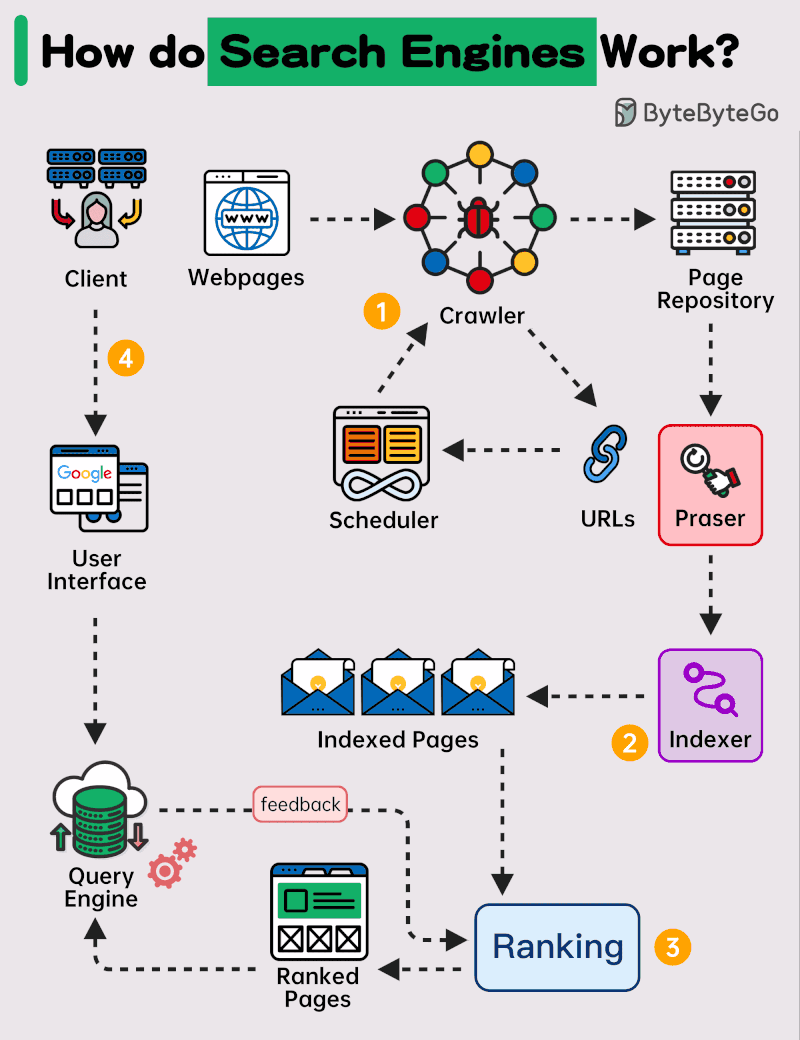 How do Search Engines Work?
ByteByteGo
Client
Webpages
WWW
Crawler
Page
Repository
1
4
Google
User
Interface
Scheduler
URLs
Praser
Indexed Pages
2
Indexer
feedback
Query
Engine
Ranked
Pages
Ranking
3